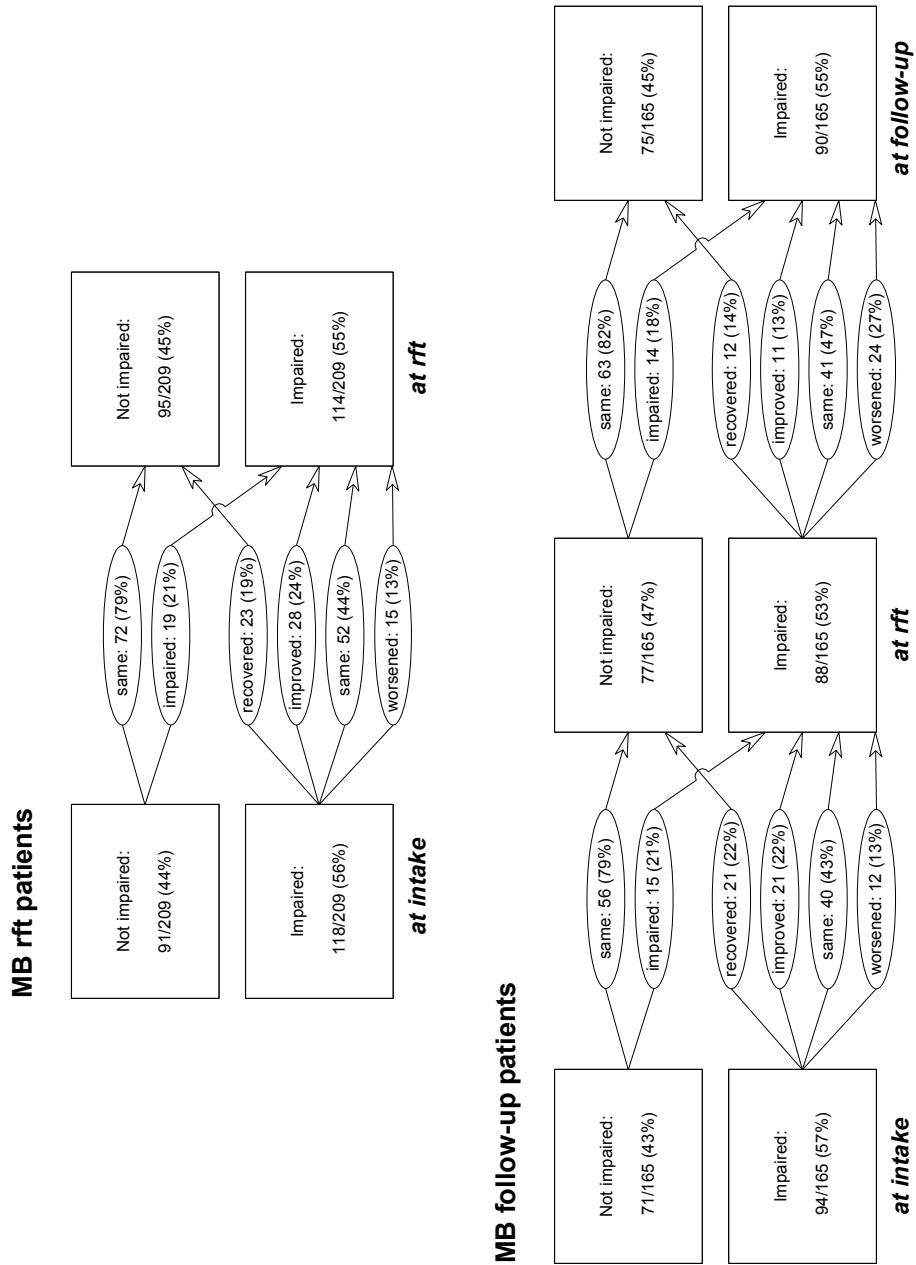 MB rft patients
Not impaired:
91/209 (44%)
Impaired:
118/209 (56%)
at intake
same: 72 (79%)
impaired: 19 (21%)
recovered: 23 (19%)
improved: 28 (24%)
same: 52 (44%)
worsened: 15 (13%)
Not impaired:
95/209 (45%)
Impaired:
114/209 (55%)
at rft
MB follow-up patients
Not impaired:
71/165 (43%)
Impaired:
94/165 (57%)
at intake
same: 56 (79%)
impaired: 15 (21%)
recovered: 21 (22%)
improved: 21 (22%)
same: 40 (43%)
worsened: 12 (13%)
Not impaired:
77/165 (47%)
Impaired:
88/165 (53%)
at rft
same: 63 (82%)
impaired: 14 (18%)
recovered: 12 (14%)
improved: 11 (13%)
same: 41 (47%)
worsened: 24 (27%)
Not impaired:
75/165 (45%)
Impaired:
90/165 (55%)
at follow-up